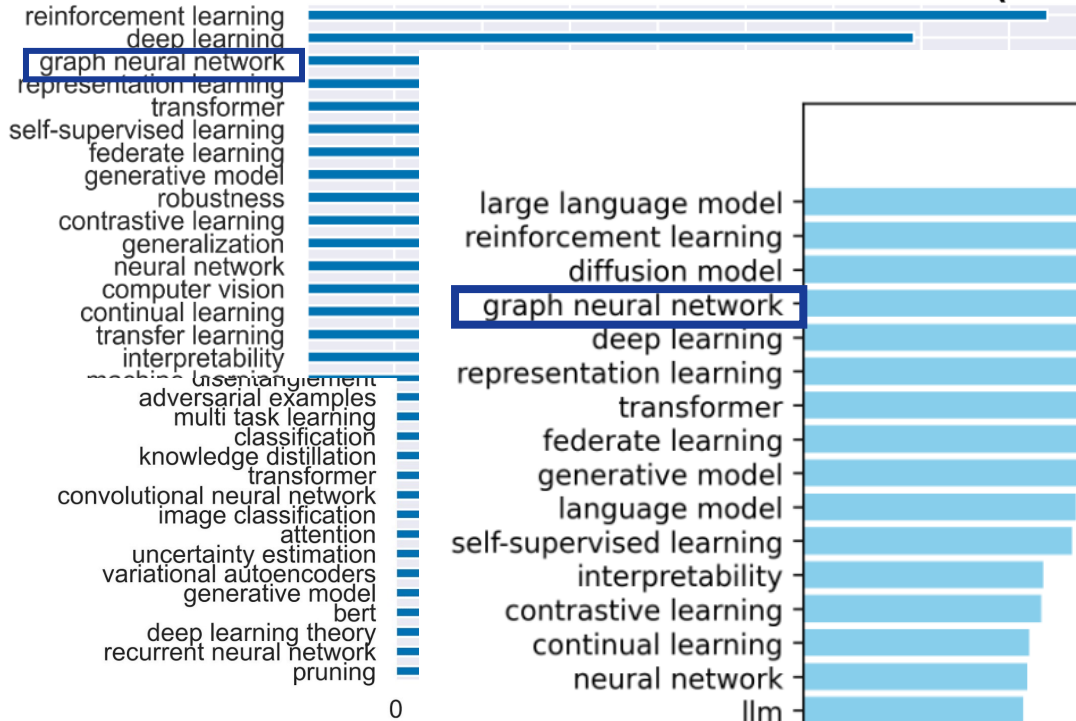 reinforcement learning
deep learning
graph neural network
representation learning
transformer
self-supervised learning
federate learning
generative model
robustness
contrastive learning
generalization
neural network
computer vision
continual learning
transfer learning
interpretability
machine learning
disentanglement
adversarial examples
multi task learning
classification
knowledge distillation
transformer
convolutional neural network
image classification
attention
uncertainty estimation
variational autoencoders
generative model
bert
deep learning theory
recurrent neural network
pruning
0
large language model
reinforcement learning
diffusion model
graph neural network
deep learning
representation learning
transformer
federate learning
generative model
language model
self-supervised learning
interpretability
contrastive learning
continual learning
neural network
llm